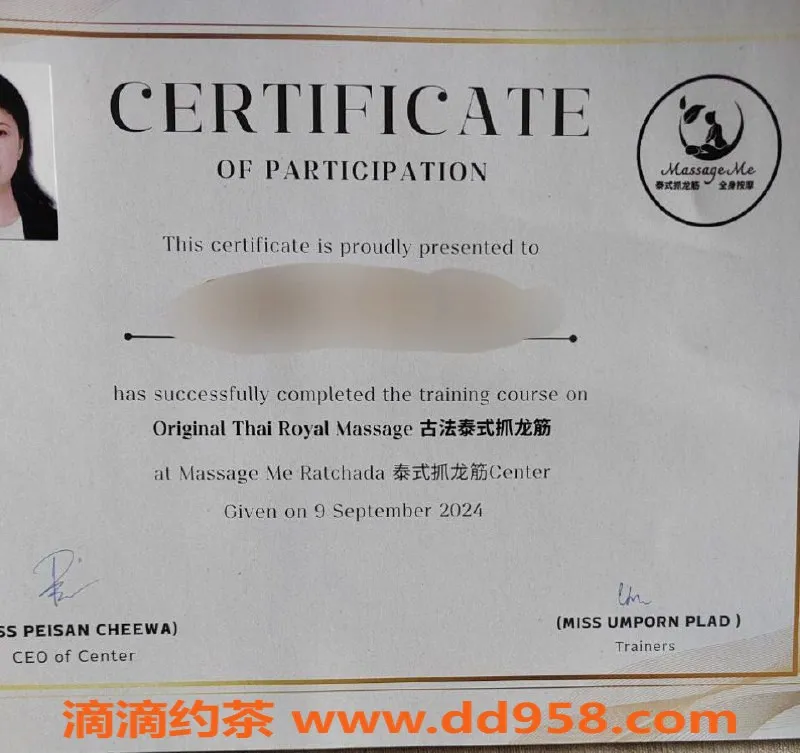 CERTIFICATE
OF PARTICIPATION
MassageMe
泰式抓龙筋 全身按摩
This certificate is proudly presented to
has successfully completed the training course on
Original Thai Royal Massage 古法泰式抓龙筋
at Massage Me Ratchada 泰式抓龙筋Center
Given on 9 September 2024
SS PEISAN CHEEWA)
CEO of Center
(MISS UMPORN PLAD )
Trainers
滴滴约茶 www.dd958.com